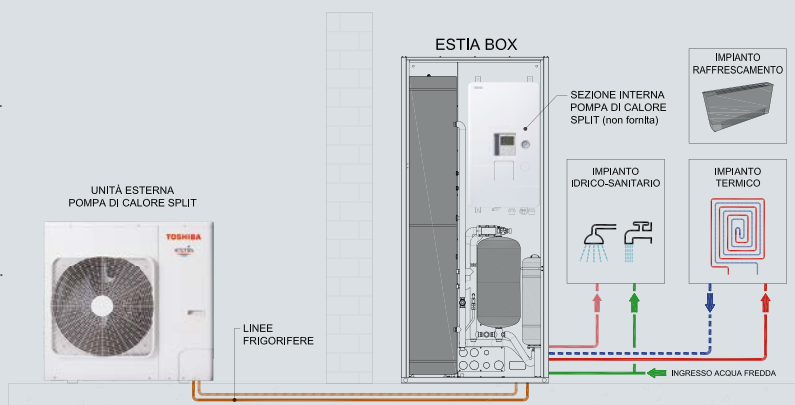 ESTIA BOX
IMPIANTO
RAFFRESCAMENTO
SEZIONE INTERNA
POMPA DI CALORE
SPLIT (non fornita)
UNITÀ ESTERNA
POMPA DI CALORE SPLIT
TOSHIBA
IMPIANTO
IDRICO-SANITARIO
IMPIANTO
TERMICO
LINEE
FRIGORIFERE
INGRESSO ACQUA FREDDA